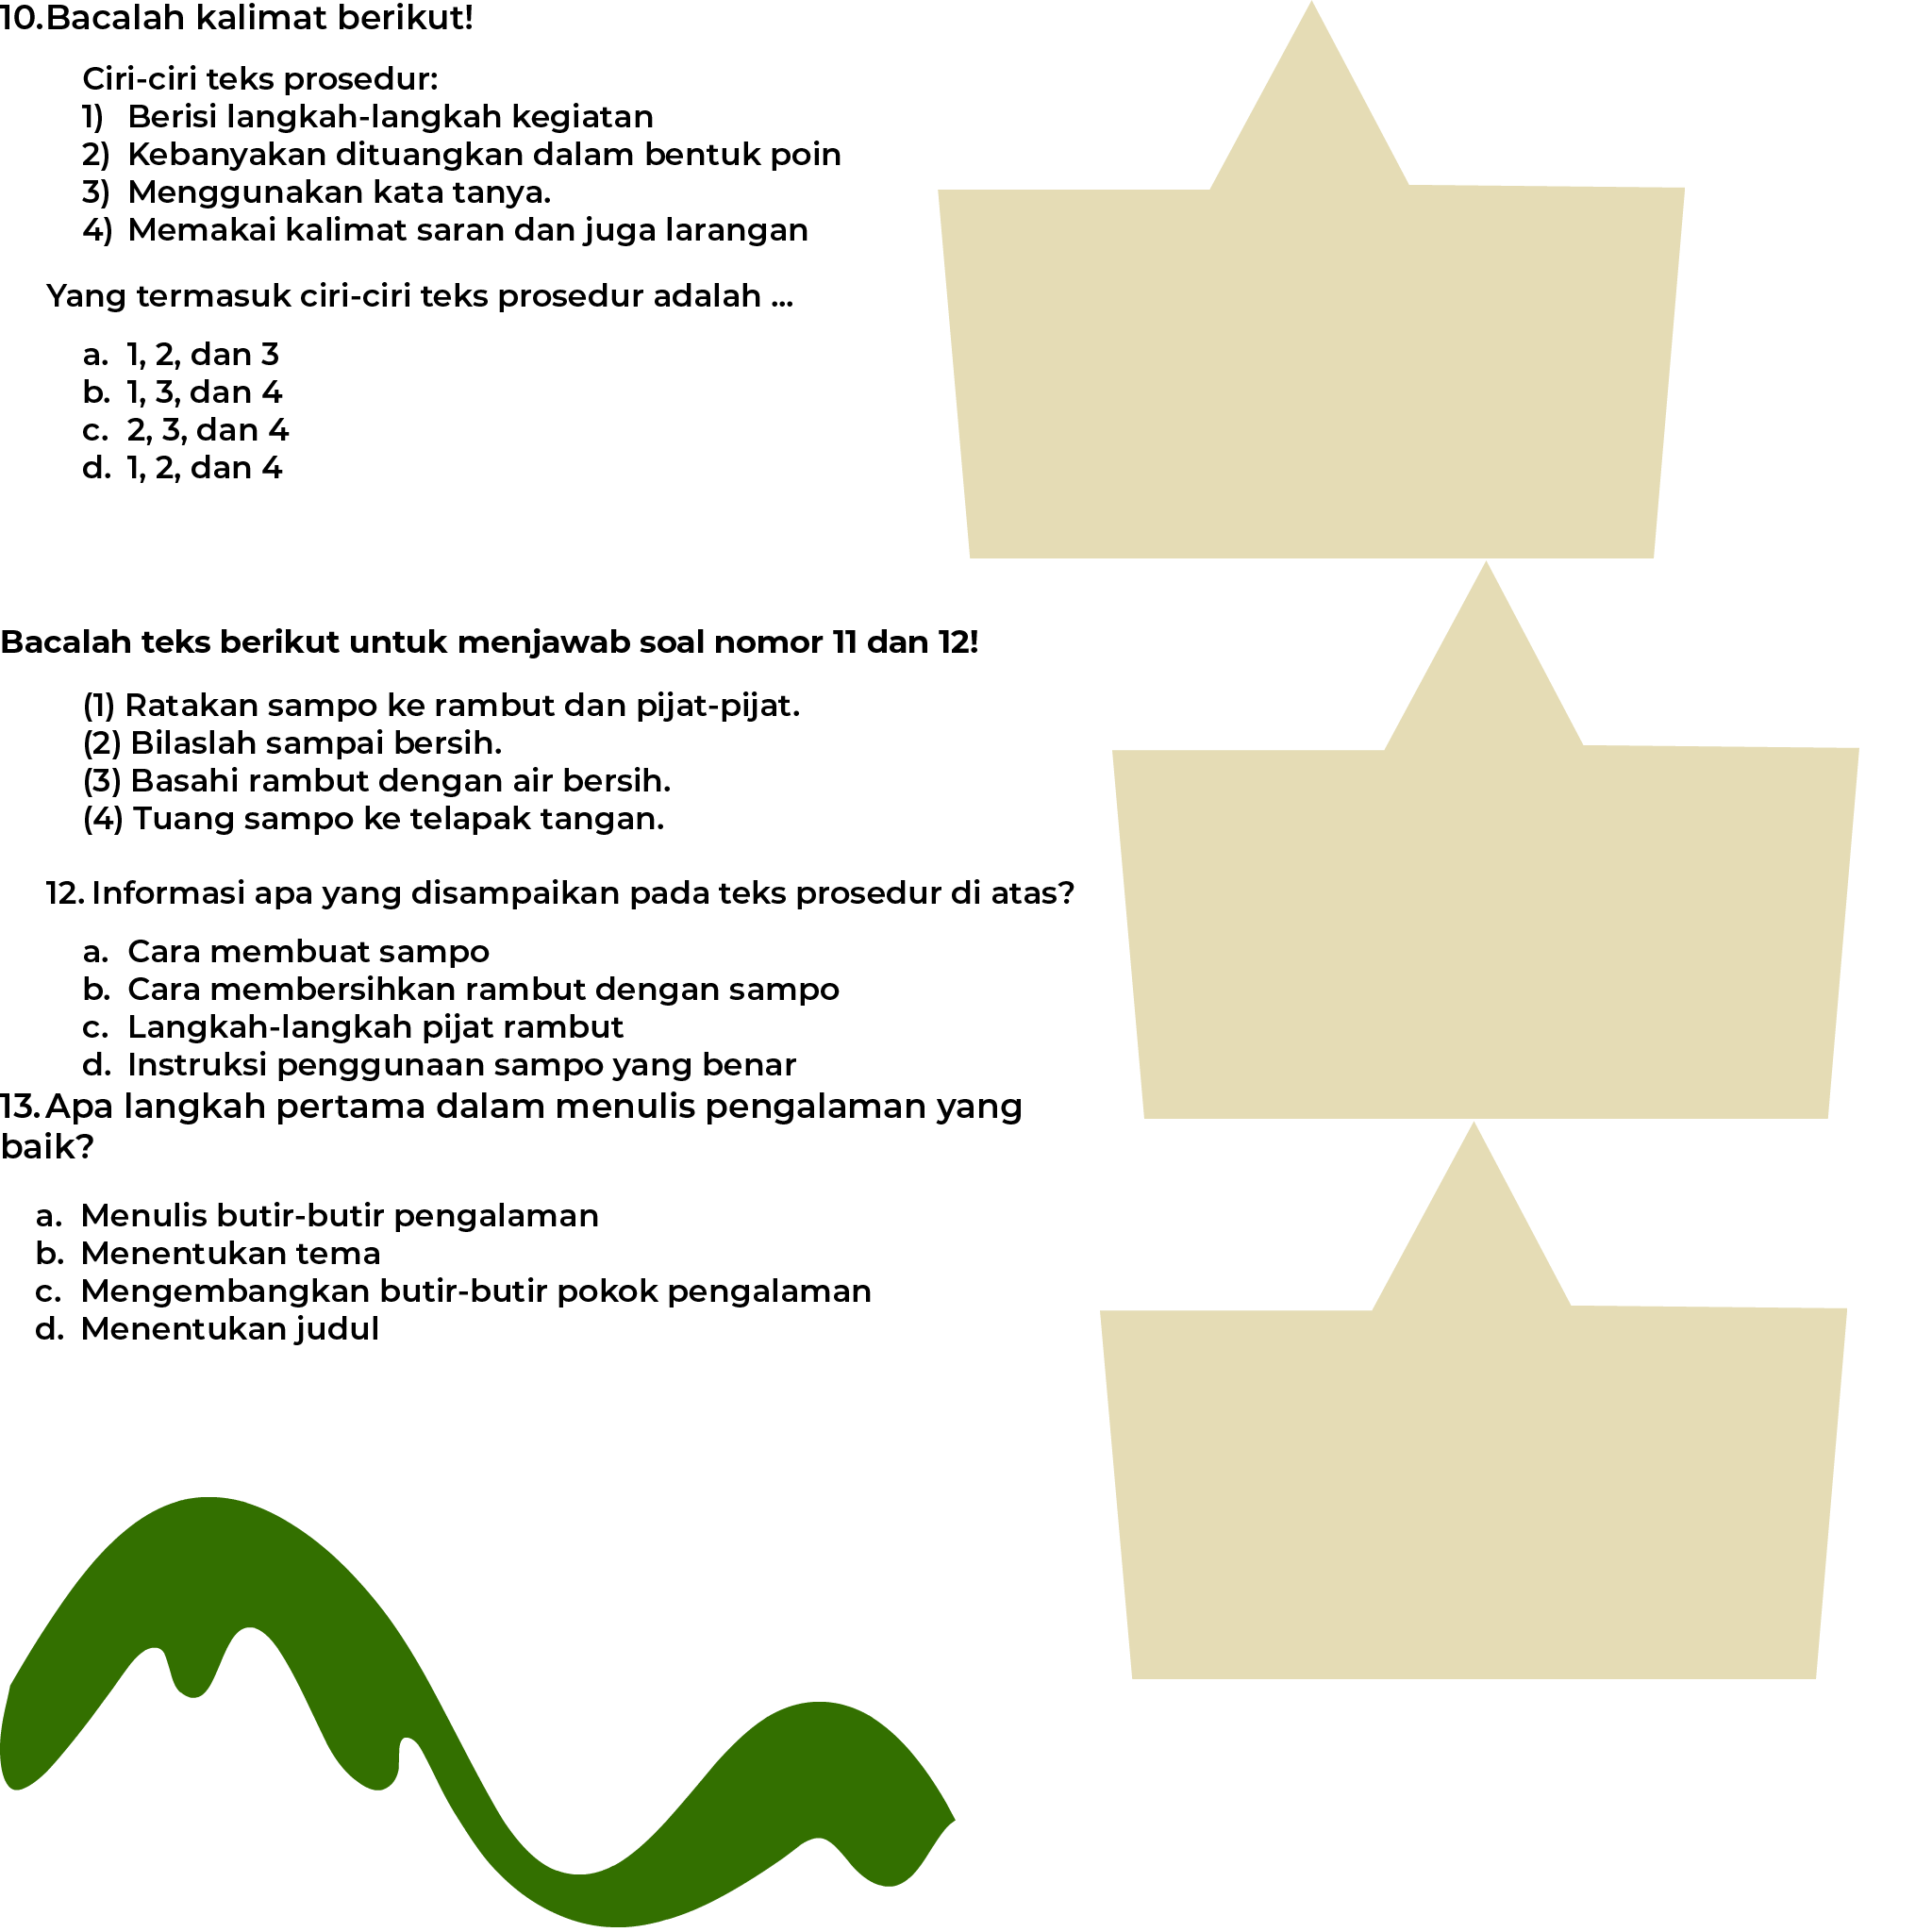 10.Bacalah kalimat berikut!
Ciri-ciri teks prosedur:
1) Berisi langkah-langkah kegiatan
2) Kebanyakan dituangkan dalam bentuk poin
3) Menggunakan kata tanya.
4) Memakai kalimat saran dan juga larangan
Yang termasuk ciri-ciri teks prosedur adalah ...
a. 1, 2, dan 3
b. 1, 3, dan 4
c. 2, 3, dan 4
d. 1, 2, dan 4
Bacalah teks berikut untuk menjawab soal nomor 11 dan 12!
(1) Ratakan sampo ke rambut dan pijat-pijat.
(2) Bilaslah sampai bersih.
(3) Basahi rambut dengan air bersih.
(4) Tuang sampo ke telapak tangan.
12. Informasi apa yang disampaikan pada teks prosedur di atas?
a. Cara membuat sampo
b. Cara membersihkan rambut dengan sampo
c. Langkah-langkah pijat rambut
d. Instruksi penggunaan sampo yang benar
13.Apa langkah pertama dalam menulis pengalaman yang
baik?
a. Menulis butir-butir pengalaman
b. Menentukan tema
c. Mengembangkan butir-butir pokok pengalaman
d. Menentukan judul